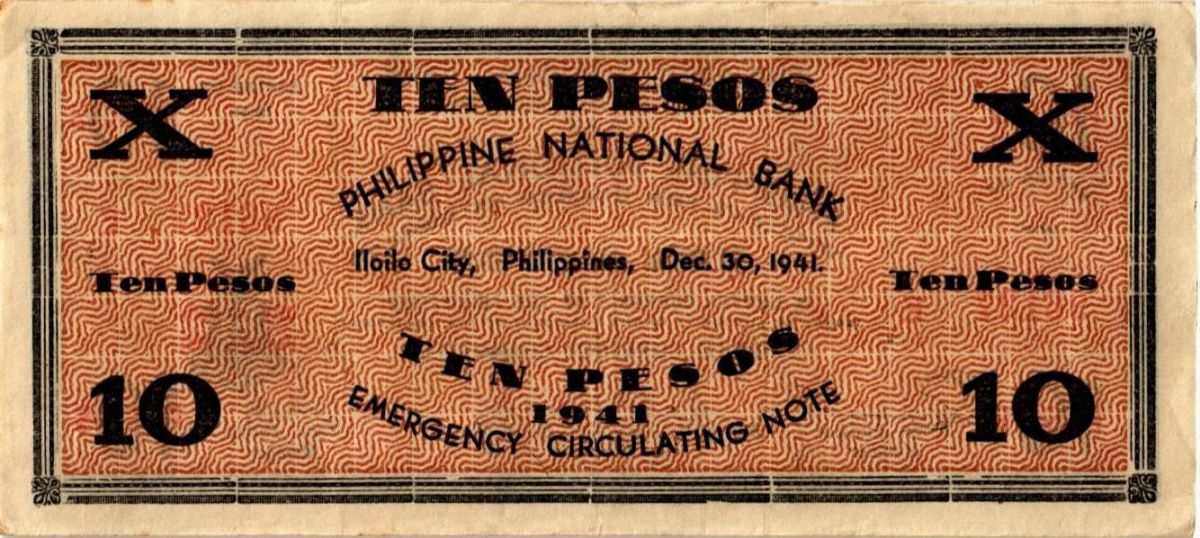 TEN PESOS
X X
PHILIPPINE NATIONAL BANK
Iloilo City, Philippines, Dec. 30, 1941.
Ten Pesos Ten Pesos
TEN PESOS
10 10
1941
EMERGENCY CIRCULATING NOTE